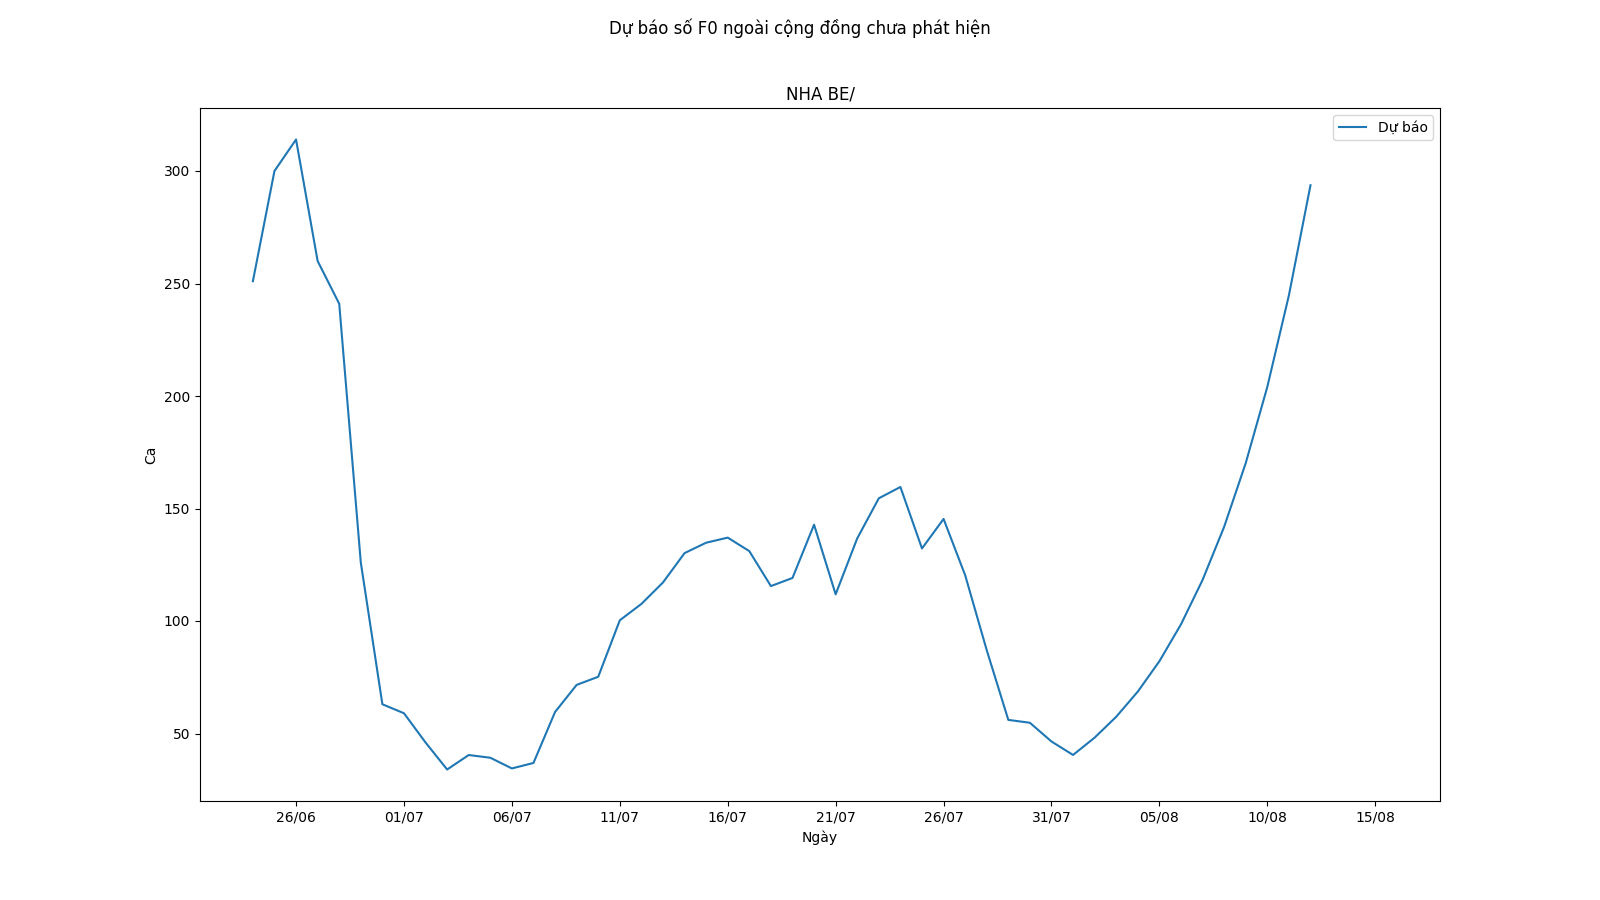 Dự báo số F0 ngoài cộng đồng chưa phát hiện
NHA BE/
Dự báo
300
250
200
150
100
50
Ca
26/06 01/07 06/07 11/07 16/07 21/07 26/07 31/07 05/08 10/08 15/08
Ngày